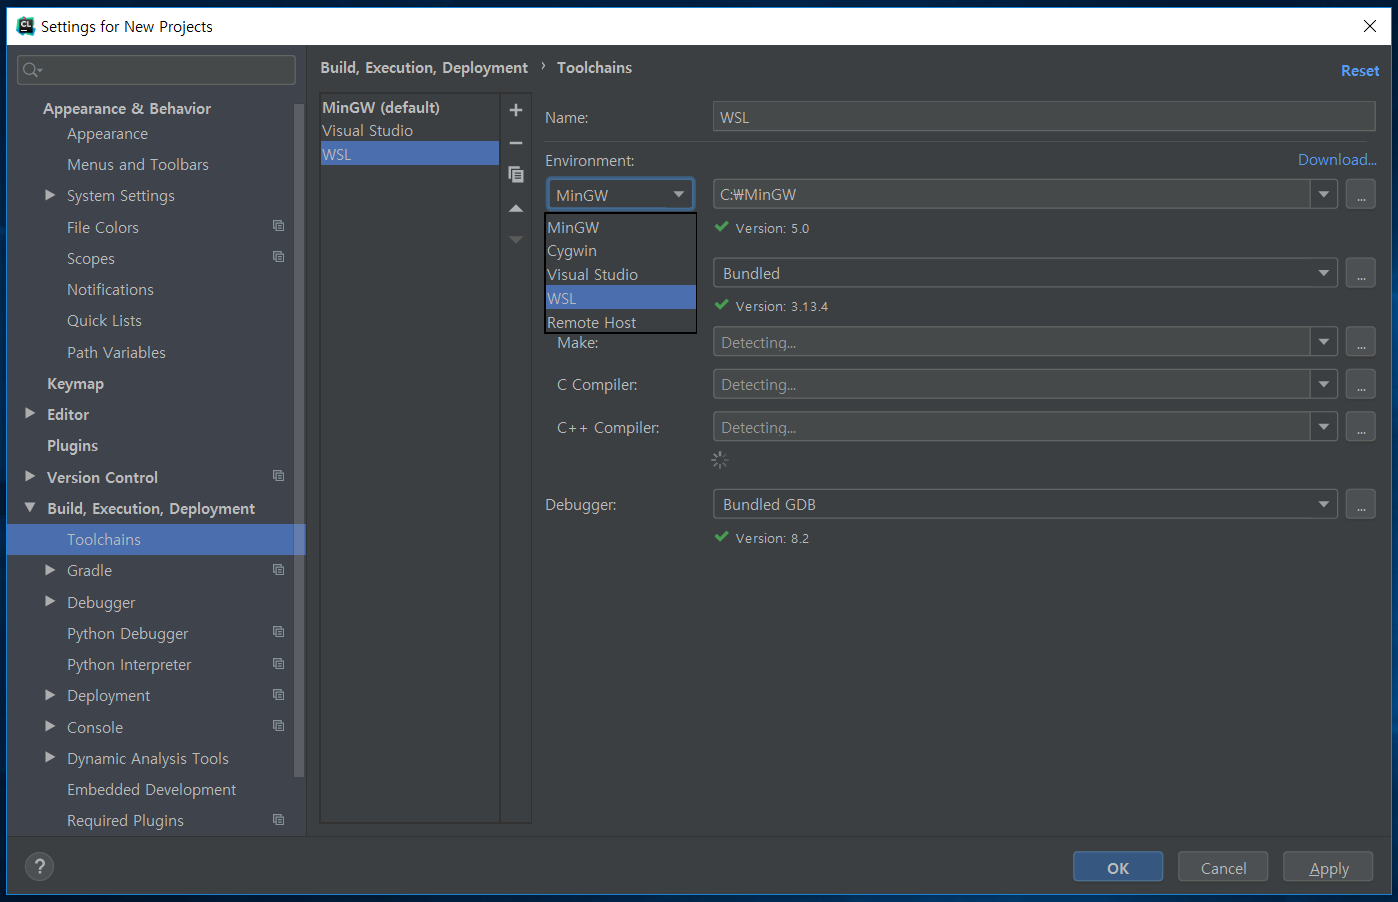 CL
Settings for New Projects
Appearance & Behavior
Appearance
Menus and Toolbars
System Settings
File Colors
Scopes
Notifications
Quick Lists
Path Variables
Keymap
Editor
Plugins
Version Control
Build, Execution, Deployment
Toolchains
Gradle
Debugger
Python Debugger
Python Interpreter
Deployment
Console
Dynamic Analysis Tools
Embedded Development
Required Plugins
Build, Execution, Deployment › Toolchains
Reset
MinGW (default)
Visual Studio
WSL
Name: WSL
Environment: Download...
MinGW C:₩MinGW ...
Version: 5.0
MinGW
Cygwin
Visual Studio
WSL
Remote Host
Bundled ...
Version: 3.13.4
Make: Detecting... ...
C Compiler: Detecting... ...
C++ Compiler: Detecting... ...
Debugger: Bundled GDB ...
Version: 8.2
? OK Cancel Apply